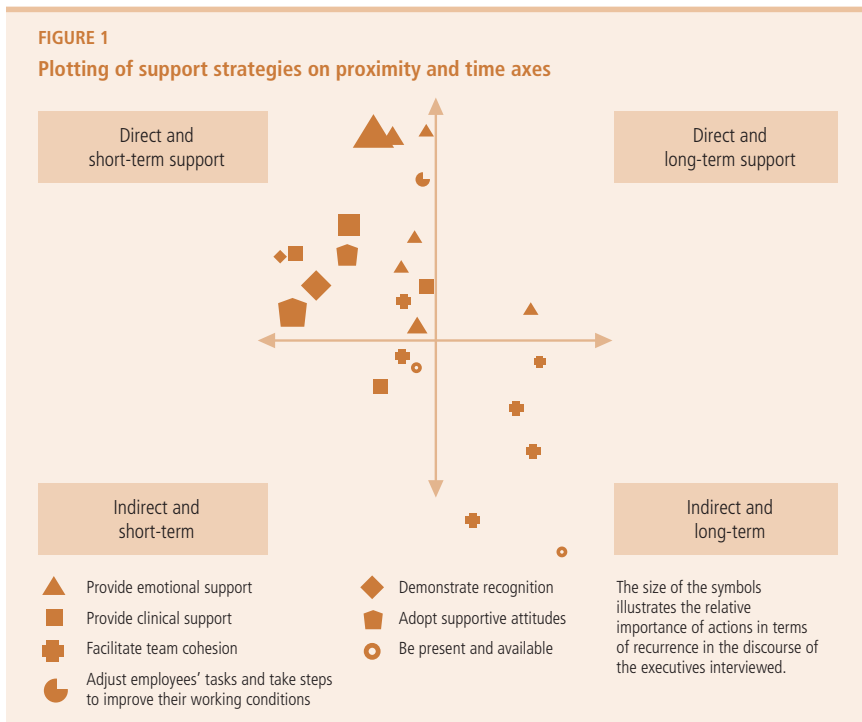 FIGURE 1
Plotting of support strategies on proximity and time axes
Direct and
short-term support
Direct and
long-term support
Indirect and
short-term
Indirect and
long-term
Provide emotional support
Provide clinical support
Facilitate team cohesion
Adjust employees' tasks and take steps
to improve their working conditions
Demonstrate recognition
Adopt supportive attitudes
Be present and available
The size of the symbols
illustrates the relative
importance of actions in terms
of recurrence in the discourse of
the executives interviewed.